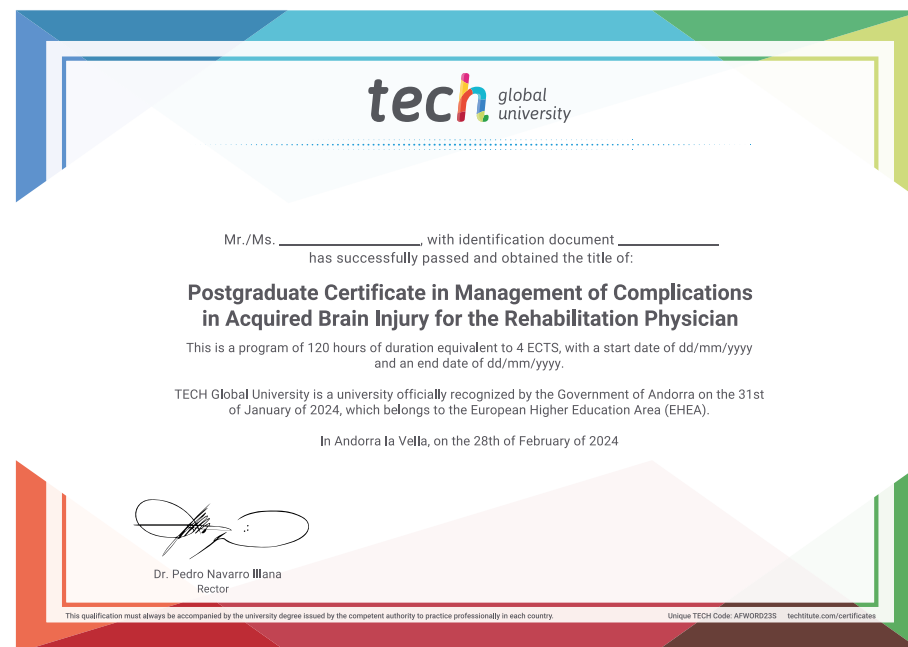 tech global university
Mr./Ms. ____________, with identification document ____________
has successfully passed and obtained the title of:
Postgraduate Certificate in Management of Complications
in Acquired Brain Injury for the Rehabilitation Physician
This is a program of 120 hours of duration equivalent to 4 ECTS, with a start date of dd/mm/yyyy
and an end date of dd/mm/yyyy.
TECH Global University is a university officially recognized by the Government of Andorra on the 31st
of January of 2024, which belongs to the European Higher Education Area (EHEA).
In Andorra la Vella, on the 28th of February of 2024
Dr. Pedro Navarro Illana
Rector
This qualification must always be accompanied by the university degree issued by the competent authority to practice professionally in each country.
Unique TECH Code: AFWORD23S techtitute.com/certificates